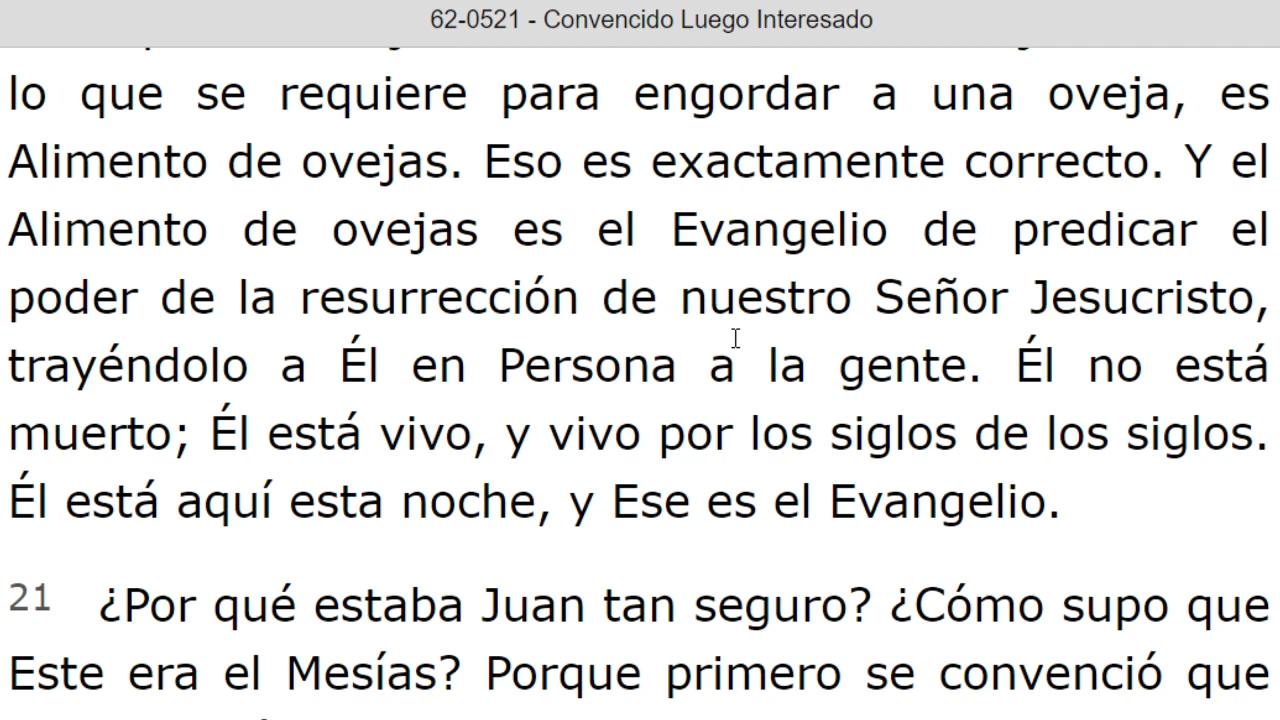 62-0521 - Convencido Luego Interesado
lo que se requiere para engordar a una oveja, es
Alimento de ovejas. Eso es exactamente correcto. Y el
Alimento de ovejas es el Evangelio de predicar el
poder de la resurrección de nuestro Señor Jesucristo,
trayéndolo a Él en Persona a la gente. Él no está
muerto; Él está vivo, y vivo por los siglos de los siglos.
Él está aquí esta noche, y Ese es el Evangelio.
21 ¿Por qué estaba Juan tan seguro? ¿Cómo supo que
Este era el Mesías? Porque primero se convenció que